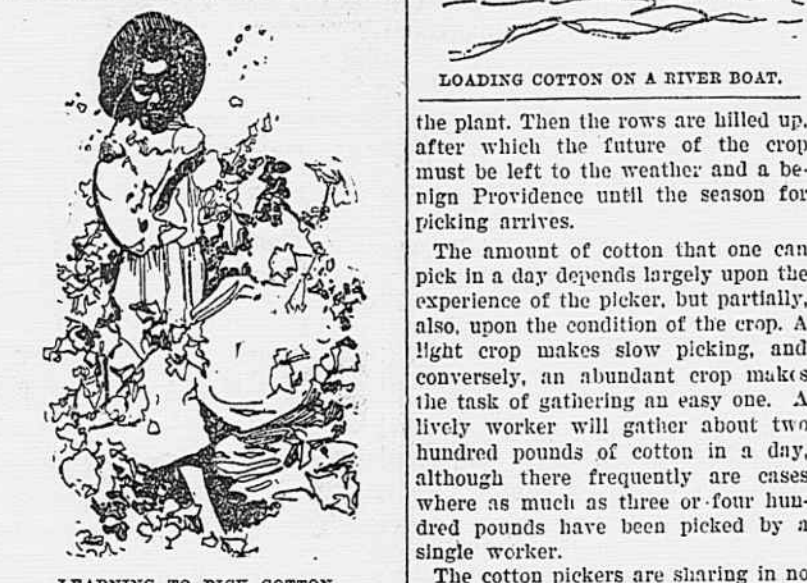 LEARNING TO PICK COTTON
LOADING COTTON ON A RIVER BOAT.
the plant. Then the rows are hilled up,
after which the future of the crop
must be left to the weather and a be-
nign Providence until the season for
picking arrives.
The amount of cotton that one can
pick in a day depends largely upon the
experience of the picker, but partially,
also, upon the condition of the crop. A
light crop makes slow picking, and
conversely, an abundant crop makes
the task of gathering an easy one. A
lively worker will gather about two
hundred pounds of cotton in a day,
although there frequently are cases
where as much as three or four hun-
dred pounds have been picked by a
single worker.
The cotton pickers are sharing in no